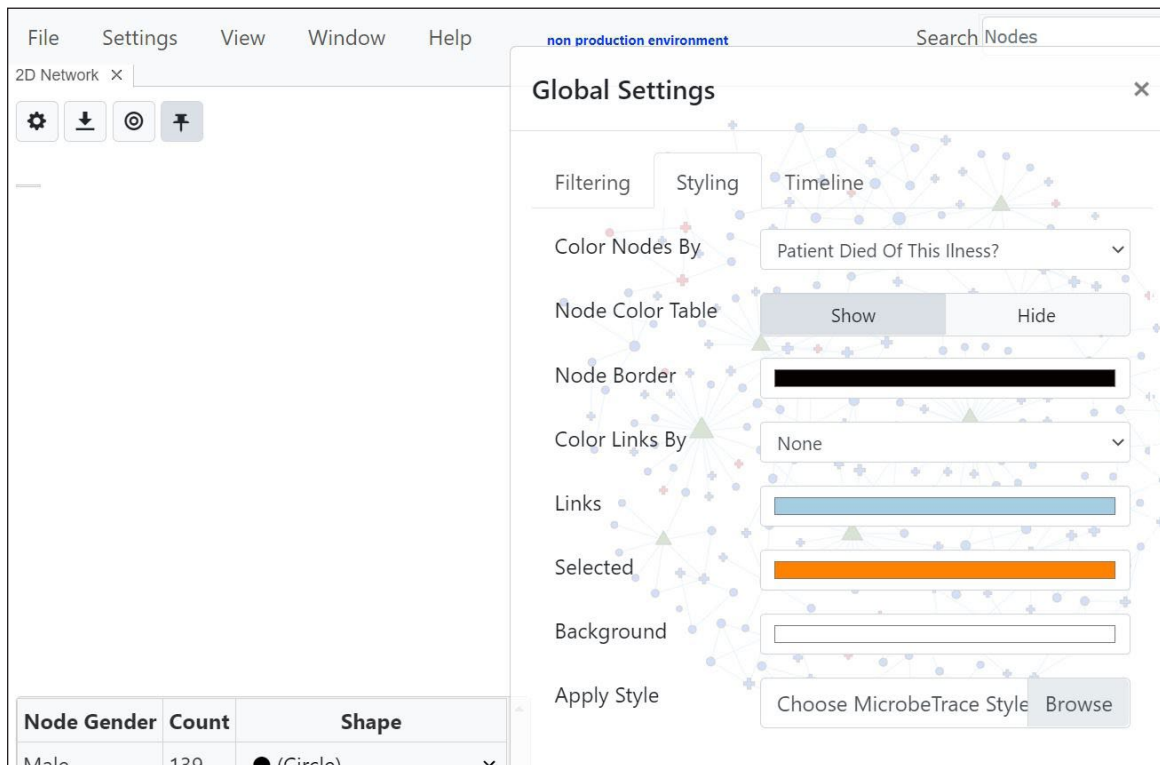 File Settings View Window Help non production environment Search Nodes
2D Network ×
Global Settings ×
Filtering Styling Timeline
Color Nodes By Patient Died Of This Ilness?
Node Color Table Show Hide
Node Border
Color Links By None
Links
Selected
Background
Apply Style Choose MicrobeTrace Style Browse
Node Gender Count Shape
Male 139 (Circle)